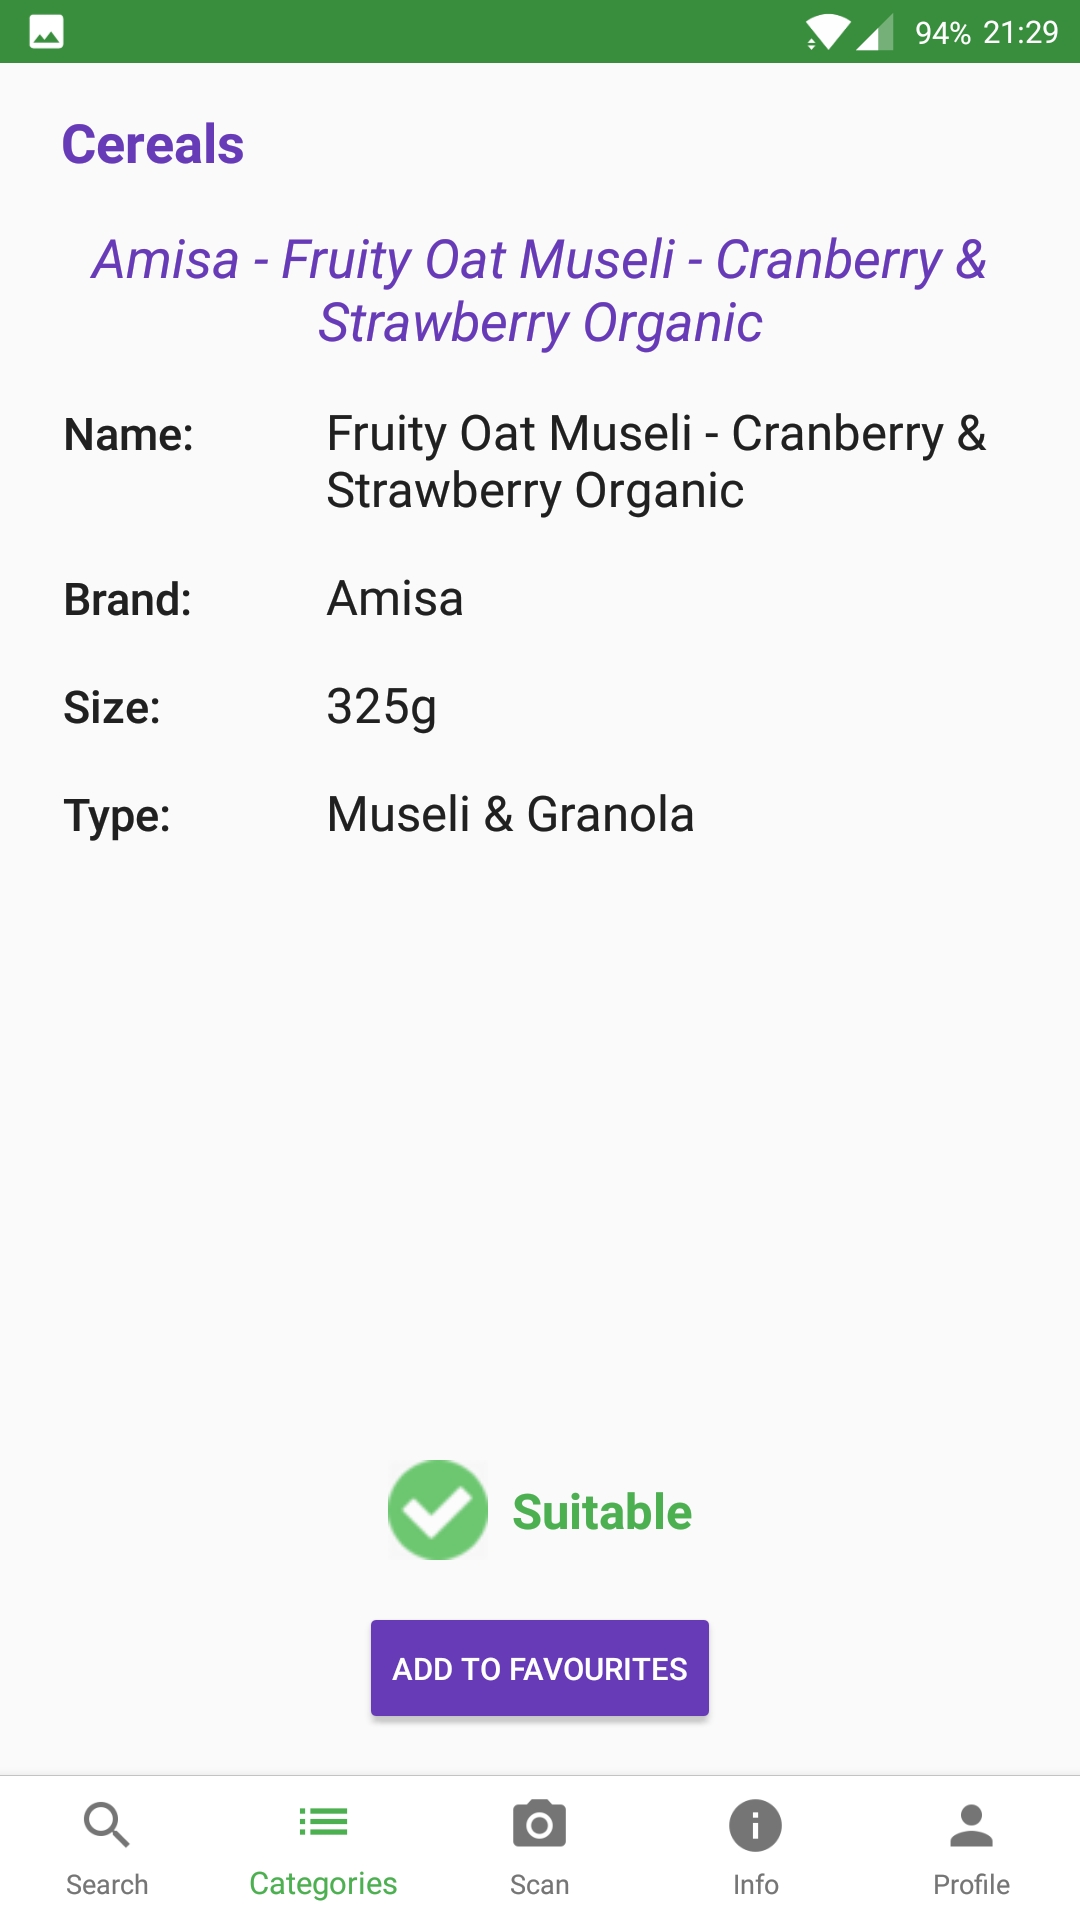 94% 21:29
Cereals
Amisa - Fruity Oat Museli - Cranberry &
Strawberry Organic
Name: Fruity Oat Museli - Cranberry &
Strawberry Organic
Brand: Amisa
Size: 325g
Type: Museli & Granola
Suitable
ADD TO FAVOURITES
Search Categories Scan Info Profile